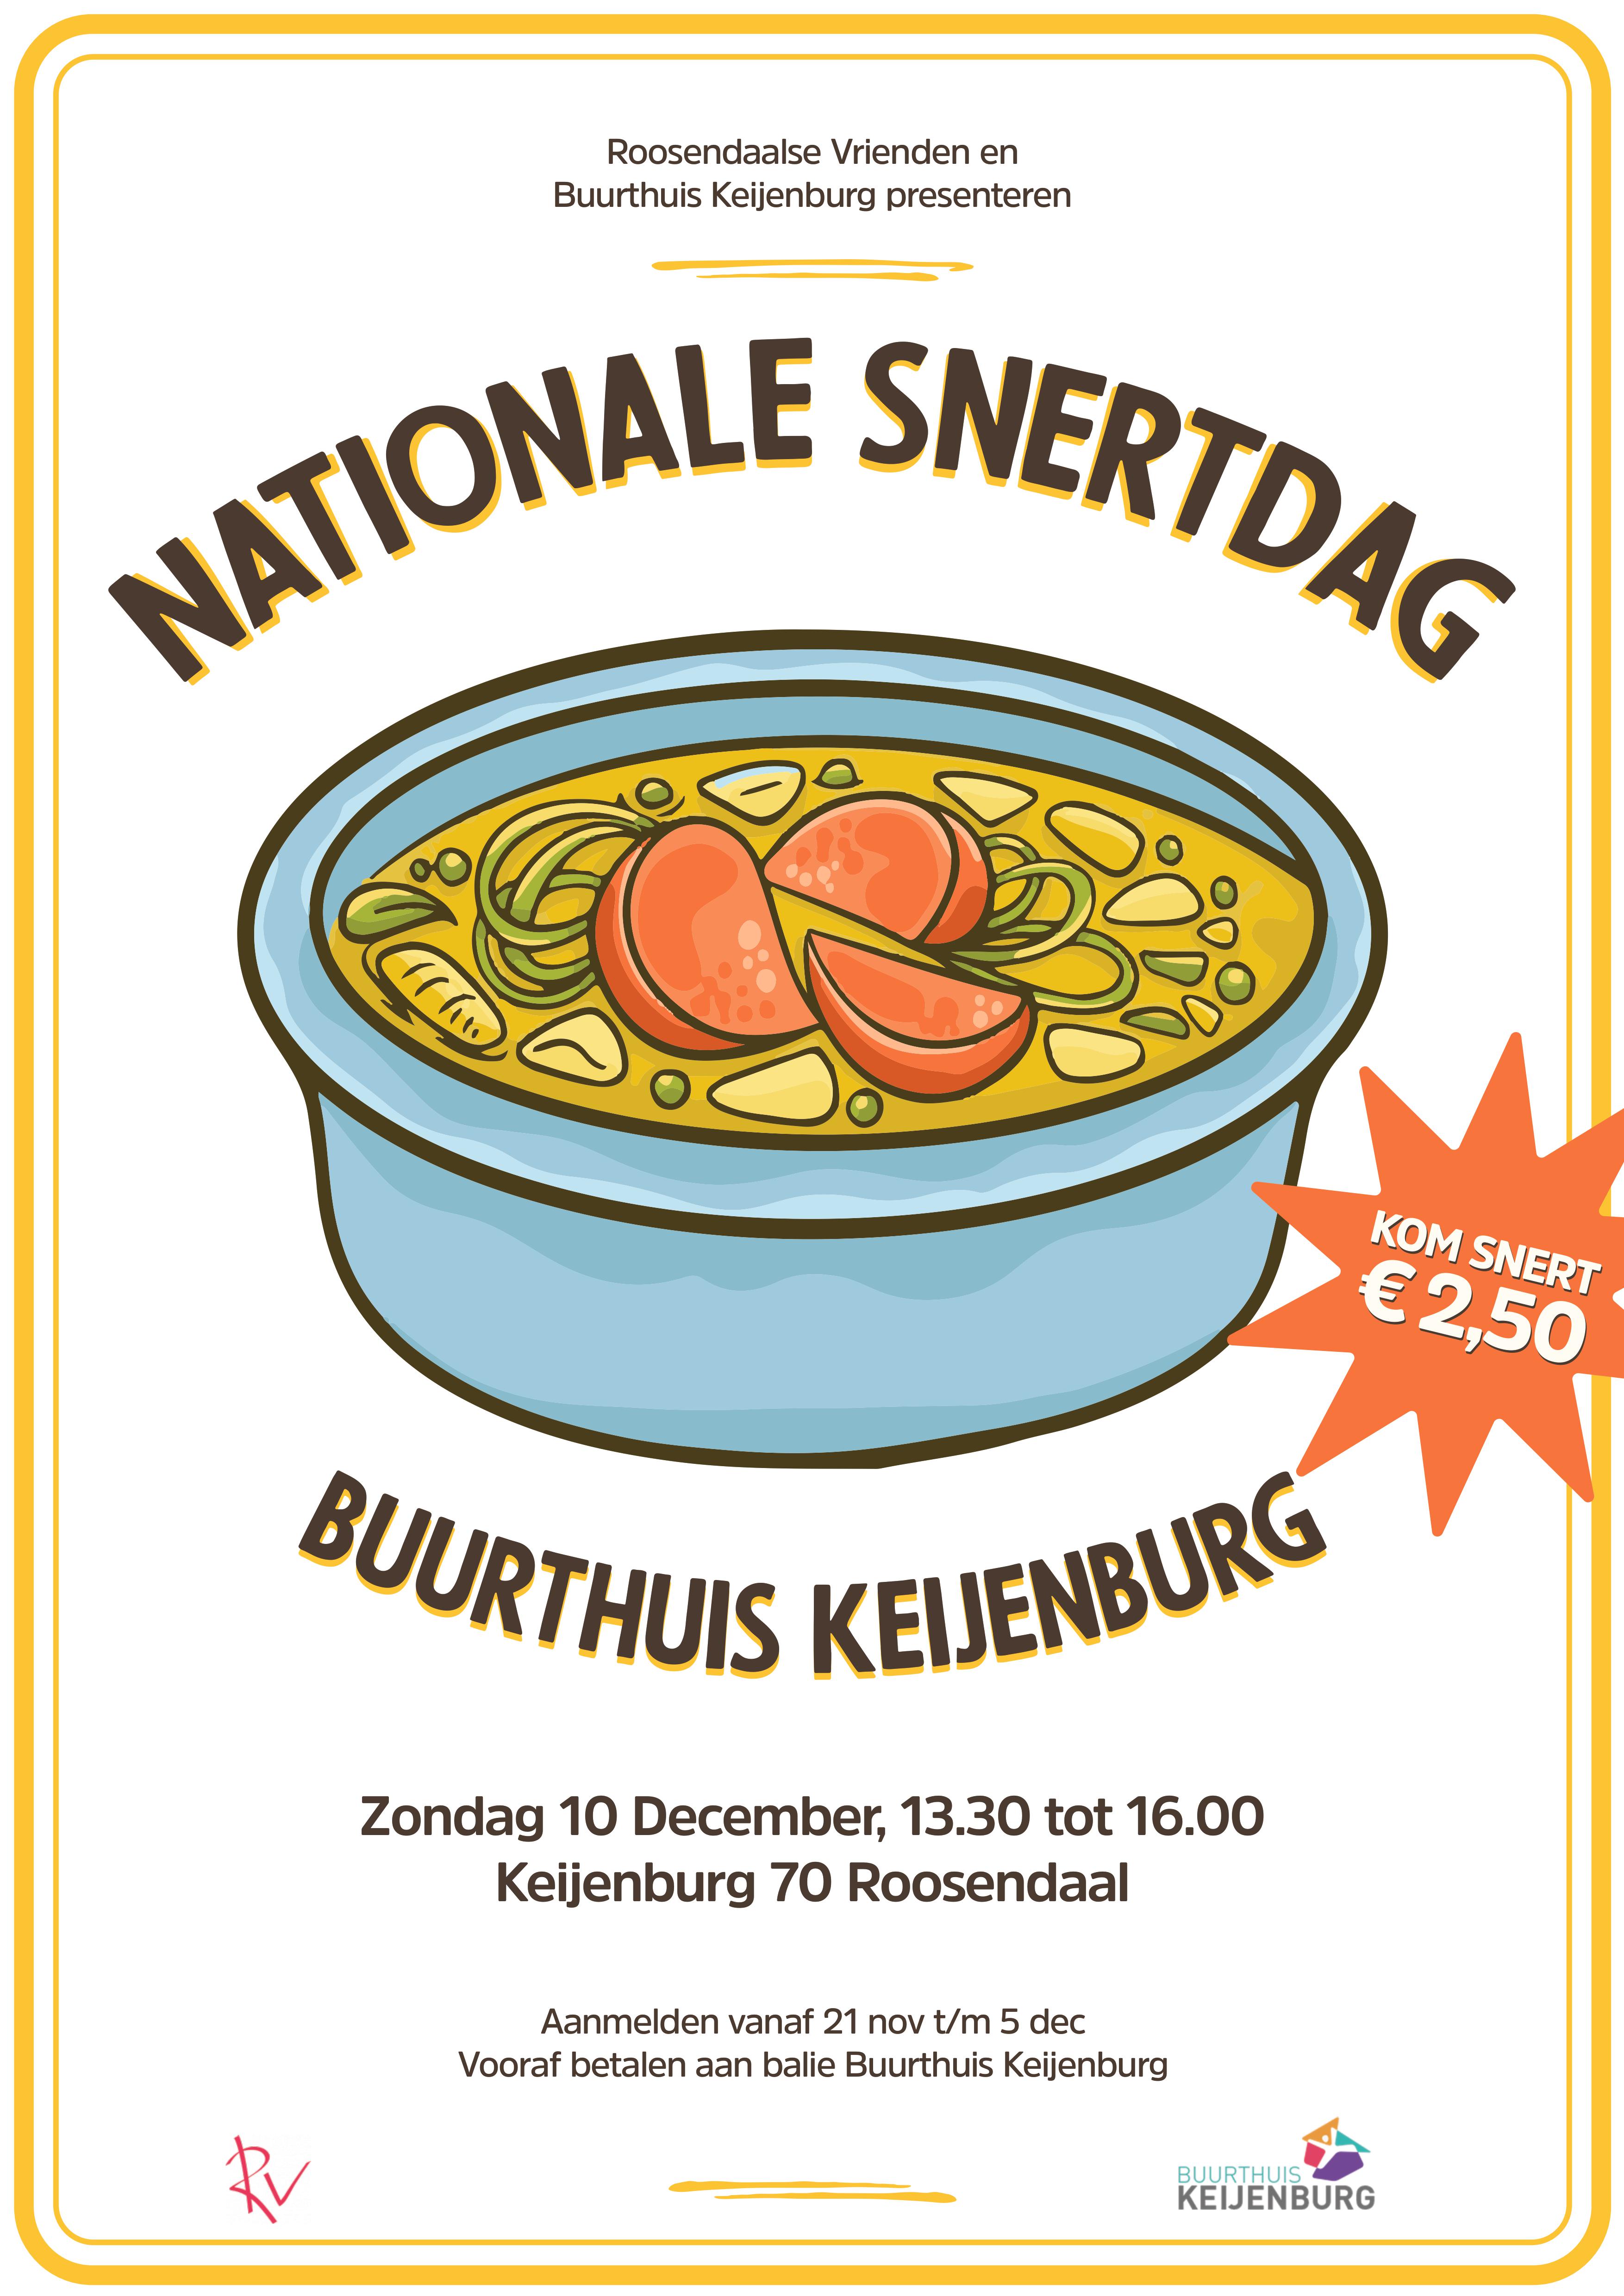 Roosendaalse Vrienden en
Buurthuis Keijenburg presenteren
NATIONALE SNERTDAG
KOM SNERT
€ 2,50
BUURTHUIS KEIJENBURG
Zondag 10 December, 13.30 tot 16.00
Keijenburg 70 Roosendaal
Aanmelden vanaf 21 nov t/m 5 dec
Vooraf betalen aan balie Buurthuis Keijenburg
RV
BUURTHUIS
KEIJENBURG